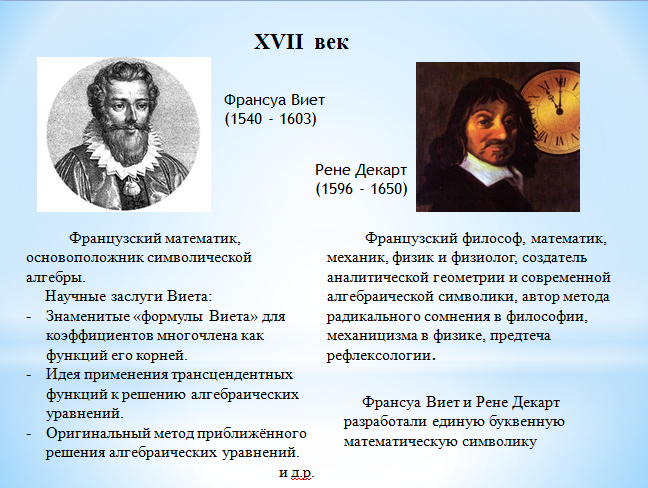 XVII век
Франсуа Виет
(1540 - 1603)
Рене Декарт
(1596 - 1650)
Французский математик,
основоположник символической
алгебры.
Научные заслуги Виета:
- Знаменитые «формулы Виета» для
коэффициентов многочлена как
функций его корней.
- Идея применения трансцендентных
функций к решению алгебраических
уравнений.
- Оригинальный метод приближённого
решения алгебраических уравнений.
и д.р.
Французский философ, математик,
механик, физик и физиолог, создатель
аналитической геометрии и современной
алгебраической символики, автор метода
радикального сомнения в философии,
механицизма в физике, предтеча
рефлексологии.
Франсуа Виет и Рене Декарт
разработали единую буквенную
математическую символику